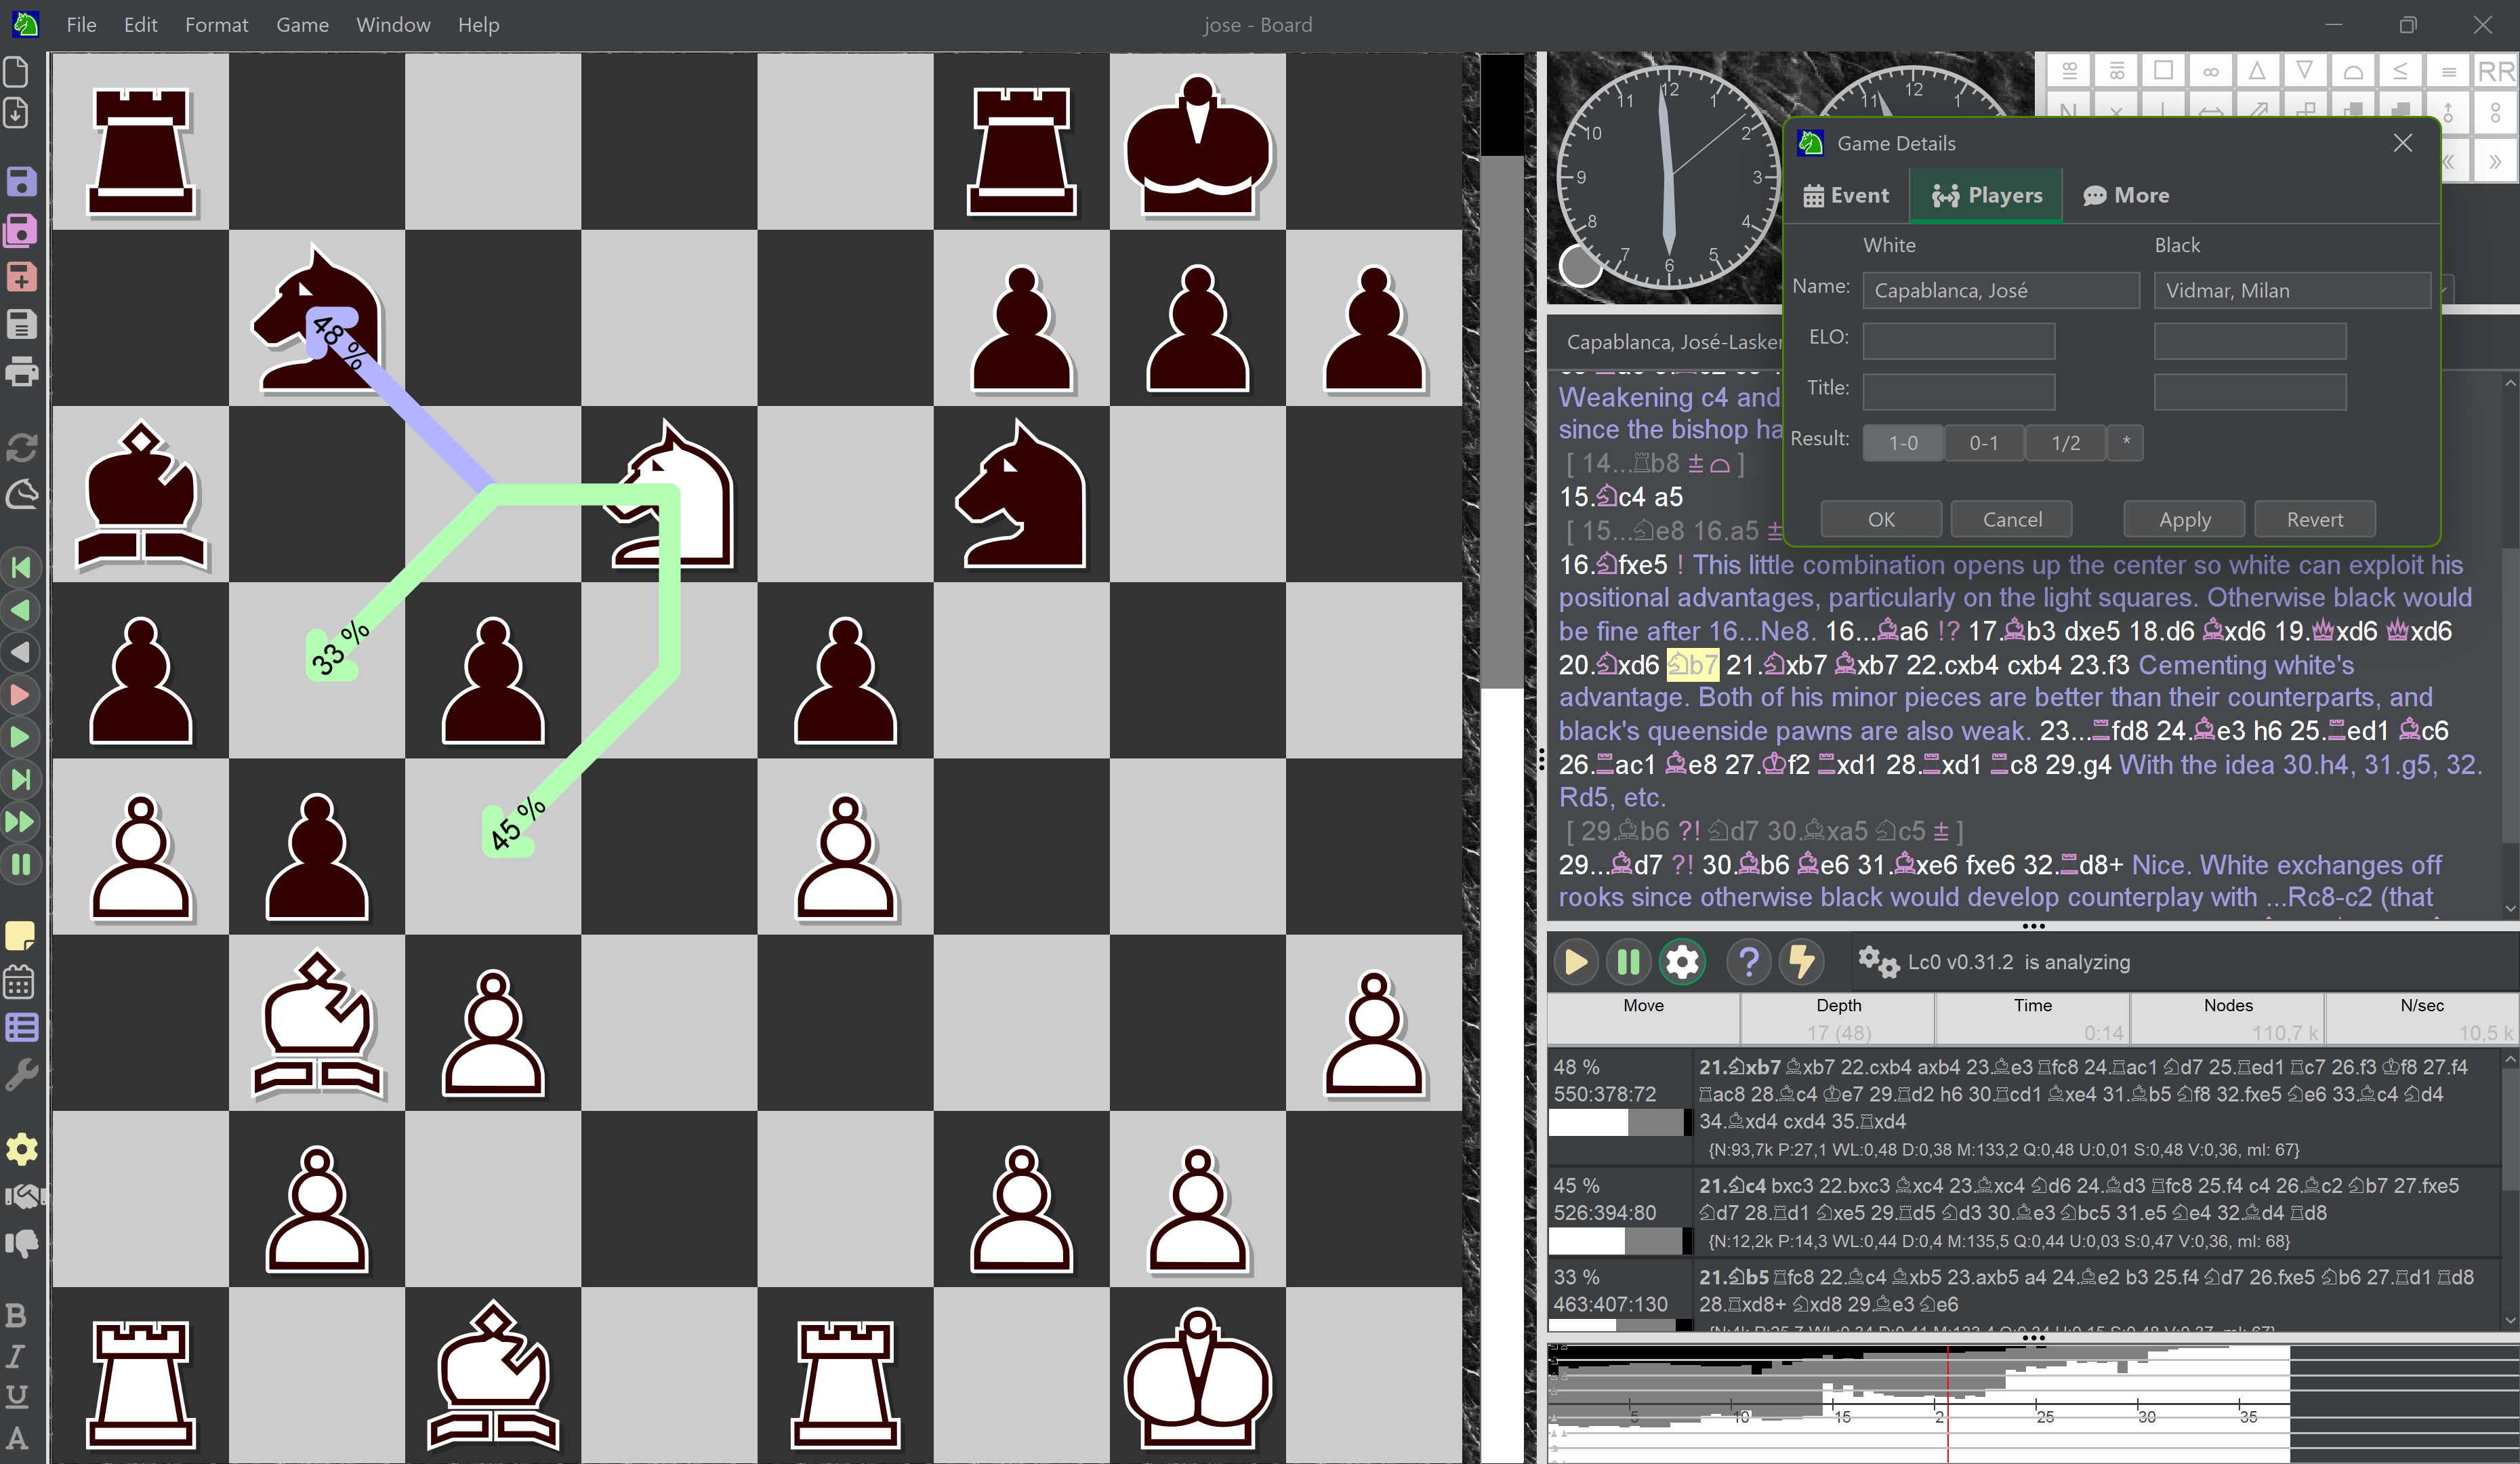 File Edit Format Game Window Help
jose - Board
48 %
33 %
45 %
12 1 2 3 4 5 6 7 8 9 10 11
11 12 1
RR
N
Game Details
Event Players More
White Black
Name: Capablanca, José Vidmar, Milan
ELO:
Title:
Result: 1-0 0-1 1/2 *
OK Cancel Apply Revert
Capablanca, José-Lasker
Weakening c4 and
since the bishop ha
[ 14...♖b8 ± ⌓ ]
15.♘c4 a5
[ 15...♘e8 16.a5 ±
16.♘fxe5 ! This little combination opens up the center so white can exploit his
positional advantages, particularly on the light squares. Otherwise black would
be fine after 16...Ne8. 16...♗a6 !? 17.♗b3 dxe5 18.d6 ♗xd6 19.♕xd6 ♕xd6
20.♘xd6 ♘b7 21.♘xb7 ♗xb7 22.cxb4 cxb4 23.f3 Cementing white's
advantage. Both of his minor pieces are better than their counterparts, and
black's queenside pawns are also weak. 23...♖fd8 24.♗e3 h6 25.♖ed1 ♗c6
26.♖ac1 ♗e8 27.♔f2 ♖xd1 28.♖xd1 ♖c8 29.g4 With the idea 30.h4, 31.g5, 32.
Rd5, etc.
[ 29.♗b6 ?! ♘d7 30.♗xa5 ♘c5 ± ]
29...♗d7 ?! 30.♗b6 ♗e6 31.♗xe6 fxe6 32.♖d8+ Nice. White exchanges off
rooks since otherwise black would develop counterplay with ...Rc8-c2 (that
Lc0 v0.31.2 is analyzing
Move Depth Time Nodes N/sec
17 (48) 0:14 110,7 k 10,5 k
48 % 21.♘xb7 ♗xb7 22.cxb4 axb4 23.♗e3 ♖fc8 24.♖ac1 ♘d7 25.♖ed1 ♖c7 26.f3 ♔f8 27.f4
550:378:72 ♖ac8 28.♗c4 ♔e7 29.♖d2 h6 30.♖cd1 ♗xe4 31.♗b5 ♘f8 32.fxe5 ♘e6 33.♗c4 ♘d4
34.♗xd4 cxd4 35.♖xd4
{N:93,7k P:27,1 WL:0,48 D:0,38 M:133,2 Q:0,48 U:0,01 S:0,48 V:0,36, ml: 67}
45 % 21.♘c4 bxc3 22.bxc3 ♗xc4 23.♗xc4 ♘d6 24.♗d3 ♖fc8 25.f4 c4 26.♗c2 ♘b7 27.fxe5
526:394:80 ♘d7 28.♖d1 ♘xe5 29.♖d5 ♘d3 30.♗e3 ♘bc5 31.e5 ♘e4 32.♗d4 ♖d8
{N:12,2k P:14,3 WL:0,44 D:0,4 M:135,5 Q:0,44 U:0,03 S:0,47 V:0,36, ml: 68}
33 % 21.♘b5 ♖fc8 22.♗c4 ♗xb5 23.axb5 a4 24.♗e2 b3 25.f4 ♘d7 26.fxe5 ♘b6 27.♖d1 ♖d8
463:407:130 28.♖xd8+ ♘xd8 29.♗e3 ♘e6
5 10 15 2 25 30 35
B
I
U
A